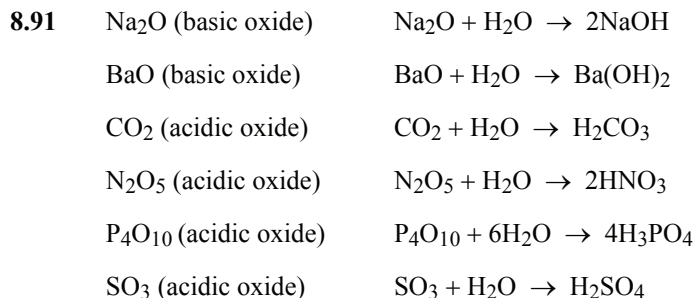 8.91 Na₂O (basic oxide) Na₂O + H₂O → 2NaOH
BaO (basic oxide) BaO + H₂O → Ba(OH)₂
CO₂ (acidic oxide) CO₂ + H₂O → H₂CO₃
N₂O₅ (acidic oxide) N₂O₅ + H₂O → 2HNO₃
P₄O₁₀ (acidic oxide) P₄O₁₀ + 6H₂O → 4H₃PO₄
SO₃ (acidic oxide) SO₃ + H₂O → H₂SO₄